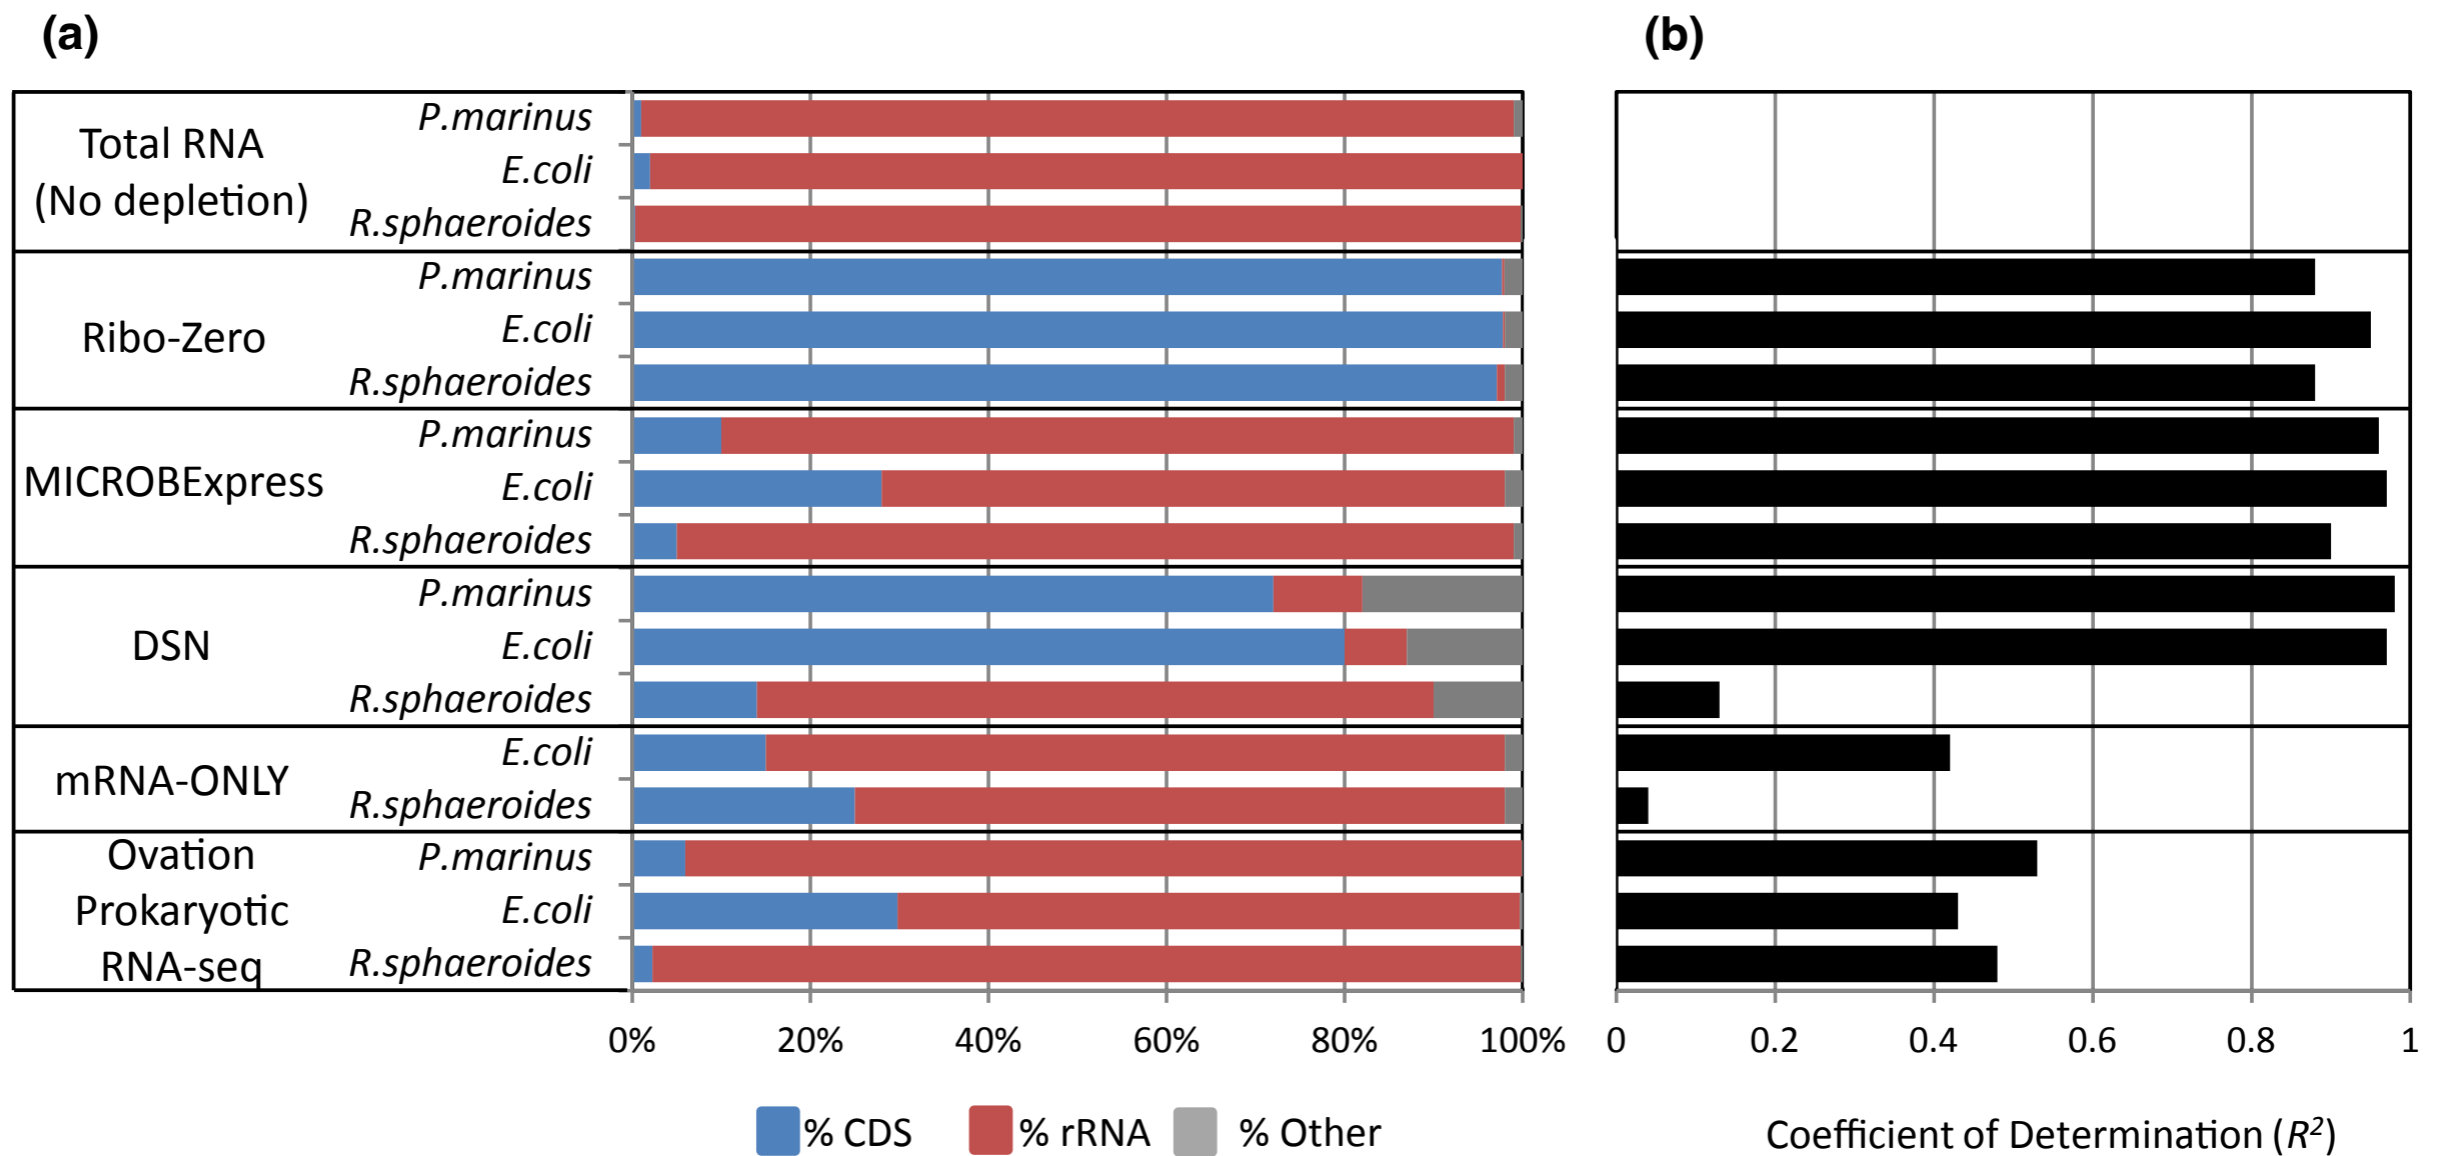 (a)
(b)
Total RNA
(No depletion)
P.marinus
E.coli
R.sphaeroides
Ribo-Zero
P.marinus
E.coli
R.sphaeroides
MICROBExpress
P.marinus
E.coli
R.sphaeroides
DSN
P.marinus
E.coli
R.sphaeroides
mRNA-ONLY
E.coli
R.sphaeroides
Ovation
Prokaryotic
RNA-seq
P.marinus
E.coli
R.sphaeroides
0% 20% 40% 60% 80% 100%
0 0.2 0.4 0.6 0.8 1
% CDS % rRNA % Other
Coefficient of Determination (R²)